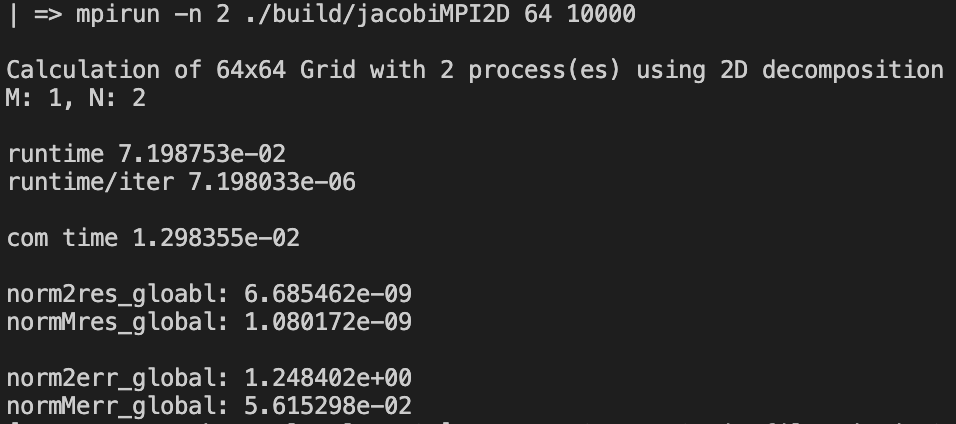 | => mpirun -n 2 ./build/jacobiMPI2D 64 10000
Calculation of 64x64 Grid with 2 process(es) using 2D decomposition
M: 1, N: 2
runtime 7.198753e-02
runtime/iter 7.198033e-06
com time 1.298355e-02
norm2res_gloabl: 6.685462e-09
normMres_global: 1.080172e-09
norm2err_global: 1.248402e+00
normMerr_global: 5.615298e-02